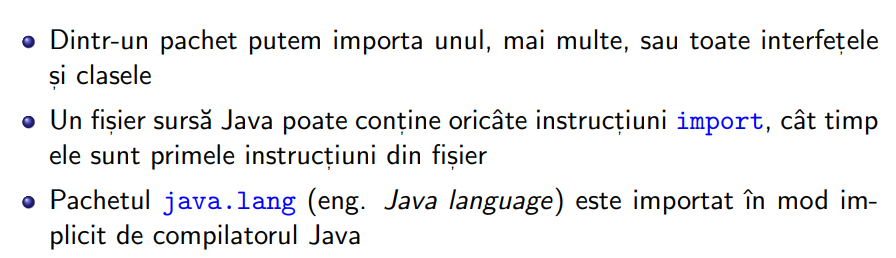 Dintr-un pachet putem importa unul, mai multe, sau toate interfețele
și clasele
Un fișier sursă Java poate conține oricâte instrucțiuni import, cât timp
ele sunt primele instrucțiuni din fișier
Pachetul java.lang (eng. Java language) este importat în mod im-
plicit de compilatorul Java